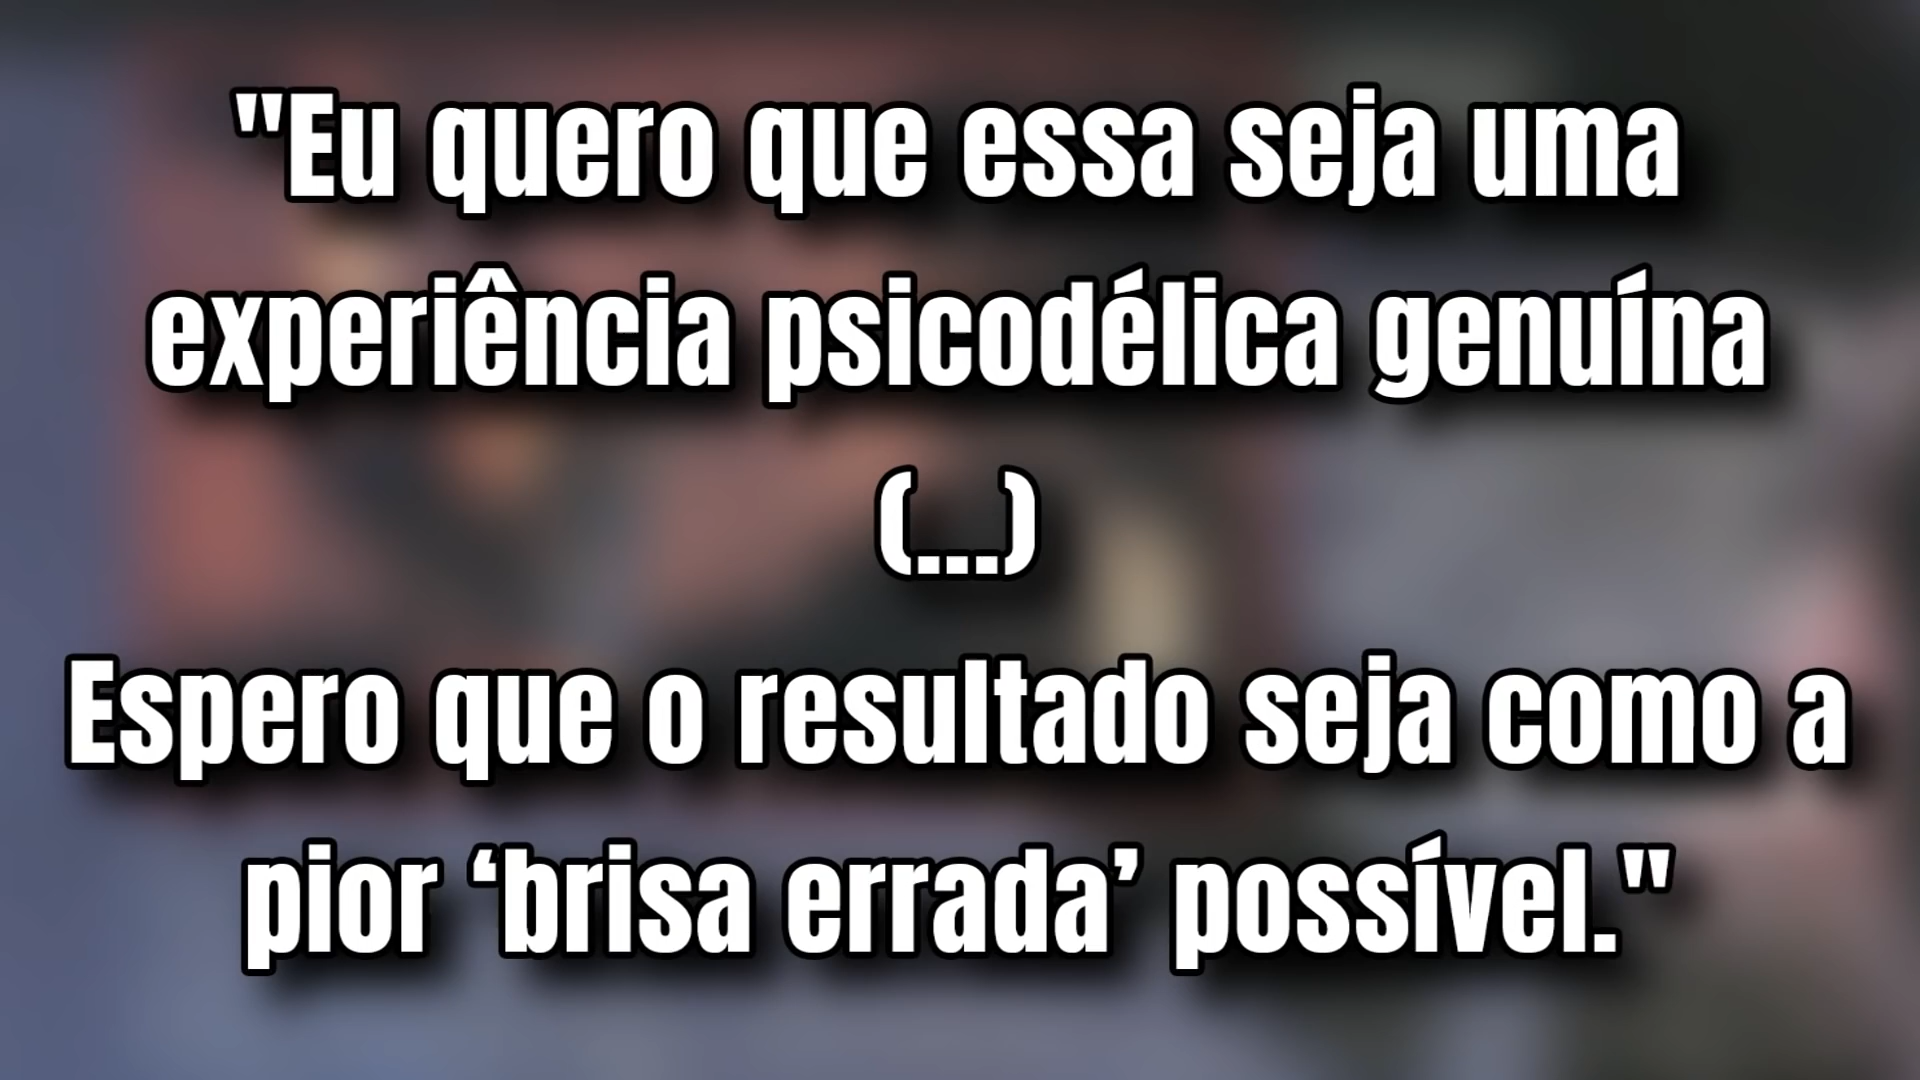 "Eu quero que essa seja uma
experiência psicodélica genuína
(...)
Espero que o resultado seja como a
pior ‘brisa errada’ possível."